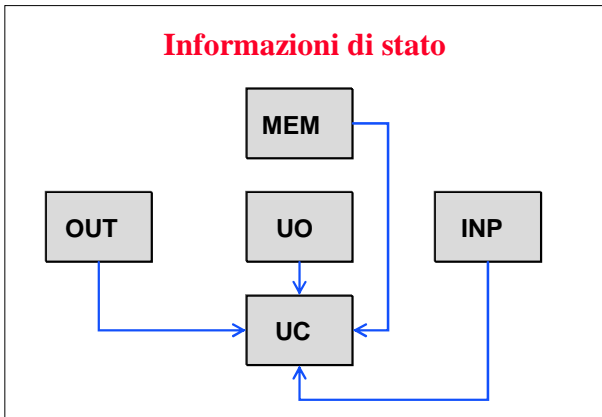 Informazioni di stato
MEM
OUT
UO
INP
UC